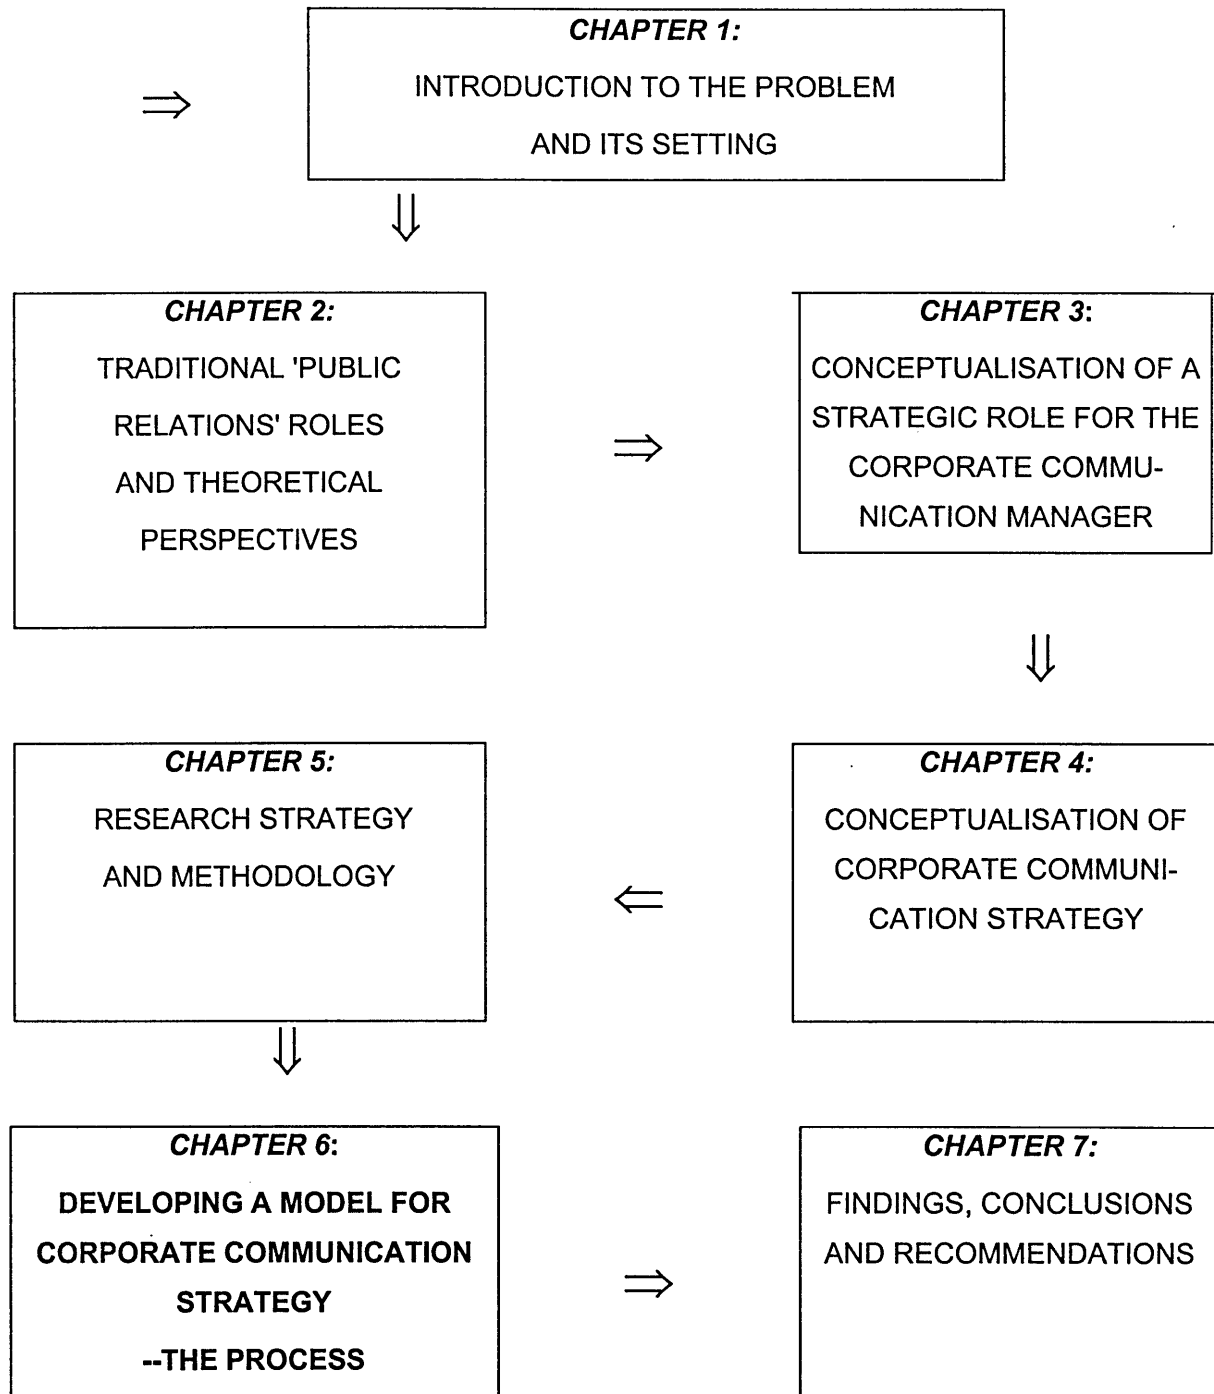 CHAPTER 1:
INTRODUCTION TO THE PROBLEM
AND ITS SETTING
⇒
⇓
CHAPTER 2:
TRADITIONAL 'PUBLIC
RELATIONS' ROLES
AND THEORETICAL
PERSPECTIVES
⇒
CHAPTER 3:
CONCEPTUALISATION OF A
STRATEGIC ROLE FOR THE
CORPORATE COMMU-
NICATION MANAGER
⇓
CHAPTER 4:
CONCEPTUALISATION OF
CORPORATE COMMUNI-
CATION STRATEGY
⇐
CHAPTER 5:
RESEARCH STRATEGY
AND METHODOLOGY
⇓
CHAPTER 6:
DEVELOPING A MODEL FOR
CORPORATE COMMUNICATION
STRATEGY
--THE PROCESS
⇒
CHAPTER 7:
FINDINGS, CONCLUSIONS
AND RECOMMENDATIONS